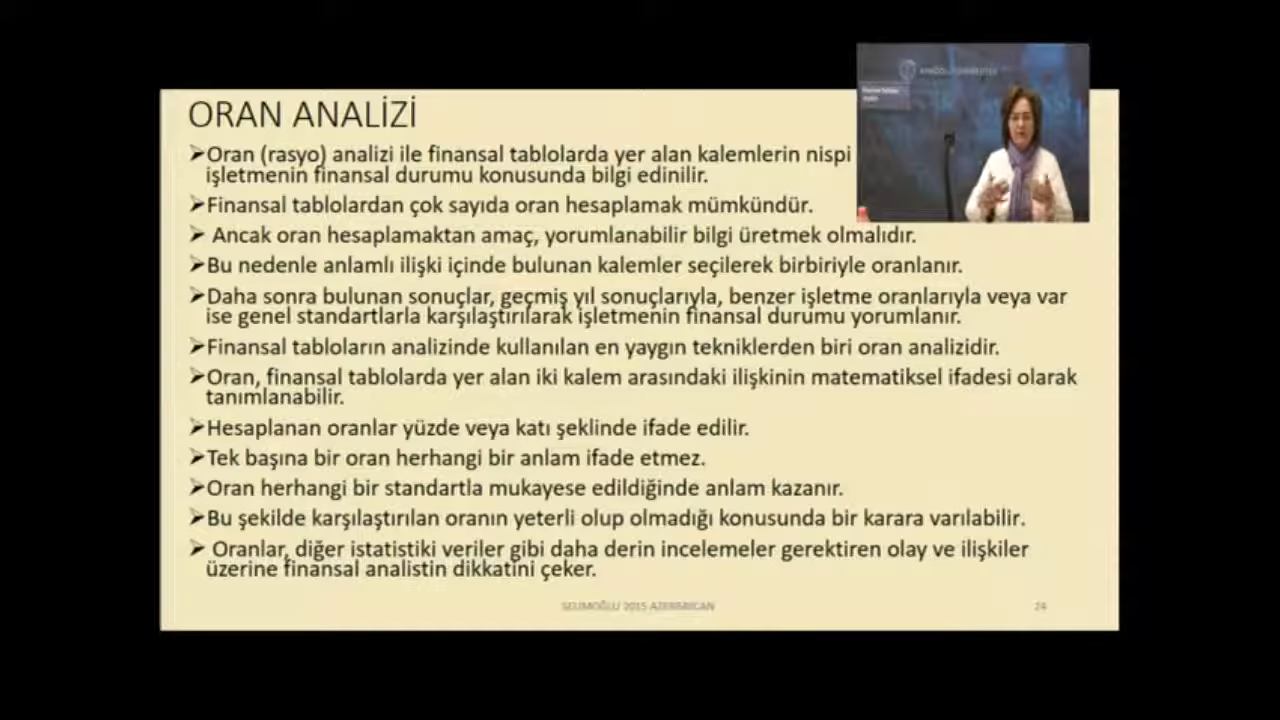 ORAN ANALİZİ
➤Oran (rasyo) analizi ile finansal tablolarda yer alan kalemlerin nispi
işletmenin finansal durumu konusunda bilgi edinilir.
➤Finansal tablolardan çok sayıda oran hesaplamak mümkündür.
➤ Ancak oran hesaplamaktan amaç, yorumlanabilir bilgi üretmek olmalıdır.
➤Bu nedenle anlamlı ilişki içinde bulunan kalemler seçilerek birbiriyle oranlanır.
➤Daha sonra bulunan sonuçlar, geçmiş yıl sonuçlarıyla, benzer işletme oranlarıyla veya var
ise genel standartlarla karşılaştırılarak işletmenin finansal durumu yorumlanır.
➤Finansal tabloların analizinde kullanılan en yaygın tekniklerden biri oran analizidir.
➤Oran, finansal tablolarda yer alan iki kalem arasındaki ilişkinin matematiksel ifadesi olarak
tanımlanabilir.
➤Hesaplanan oranlar yüzde veya katı şeklinde ifade edilir.
➤Tek başına bir oran herhangi bir anlam ifade etmez.
➤Oran herhangi bir standartla mukayese edildiğinde anlam kazanır.
➤Bu şekilde karşılaştırılan oranın yeterli olup olmadığı konusunda bir karara varılabilir.
➤ Oranlar, diğer istatistiki veriler gibi daha derin incelemeler gerektiren olay ve ilişkiler
üzerine finansal analistin dikkatini çeker.
SELIMOĞLU 2015 AZERBAIJCAN
24